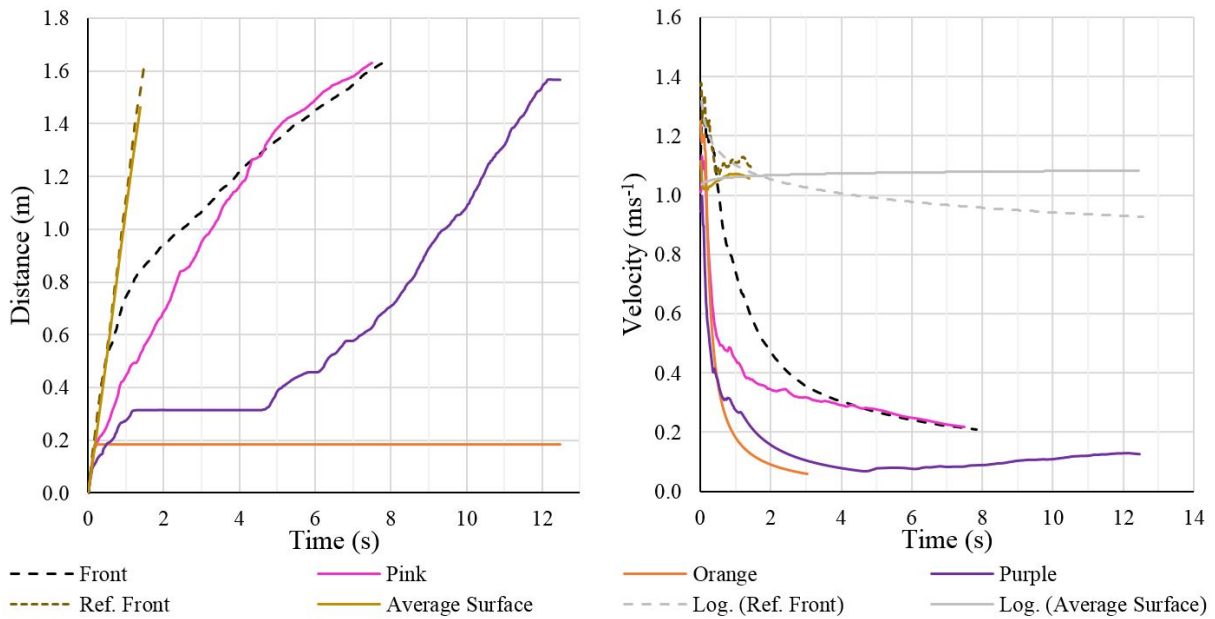 1.8
1.6
1.4
1.2
1.0
0.8
0.6
0.4
0.2
0.0
Distance (m)
0 2 4 6 8 10 12
Time (s)
1.6
1.4
1.2
1.0
0.8
0.6
0.4
0.2
0.0
Velocity (ms⁻¹)
0 2 4 6 8 10 12 14
Time (s)
Front Pink Orange Purple
Ref. Front Average Surface Log. (Ref. Front) Log. (Average Surface)